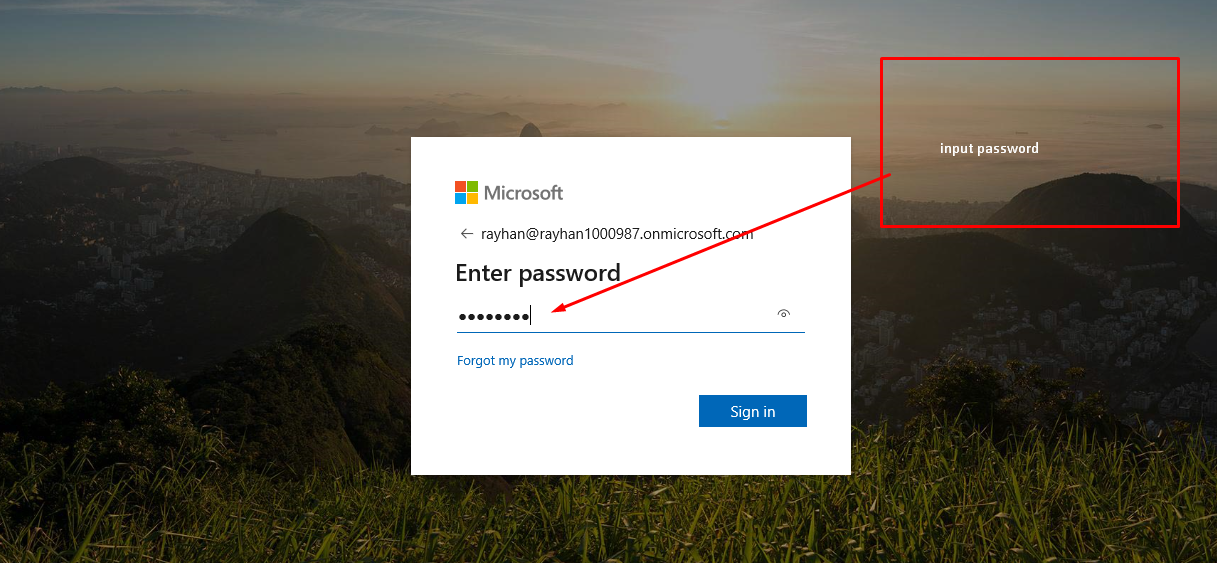 input password
Microsoft
← rayhan@rayhan1000987.onmicrosoft.com
Enter password
••••••••
Forgot my password
Sign in